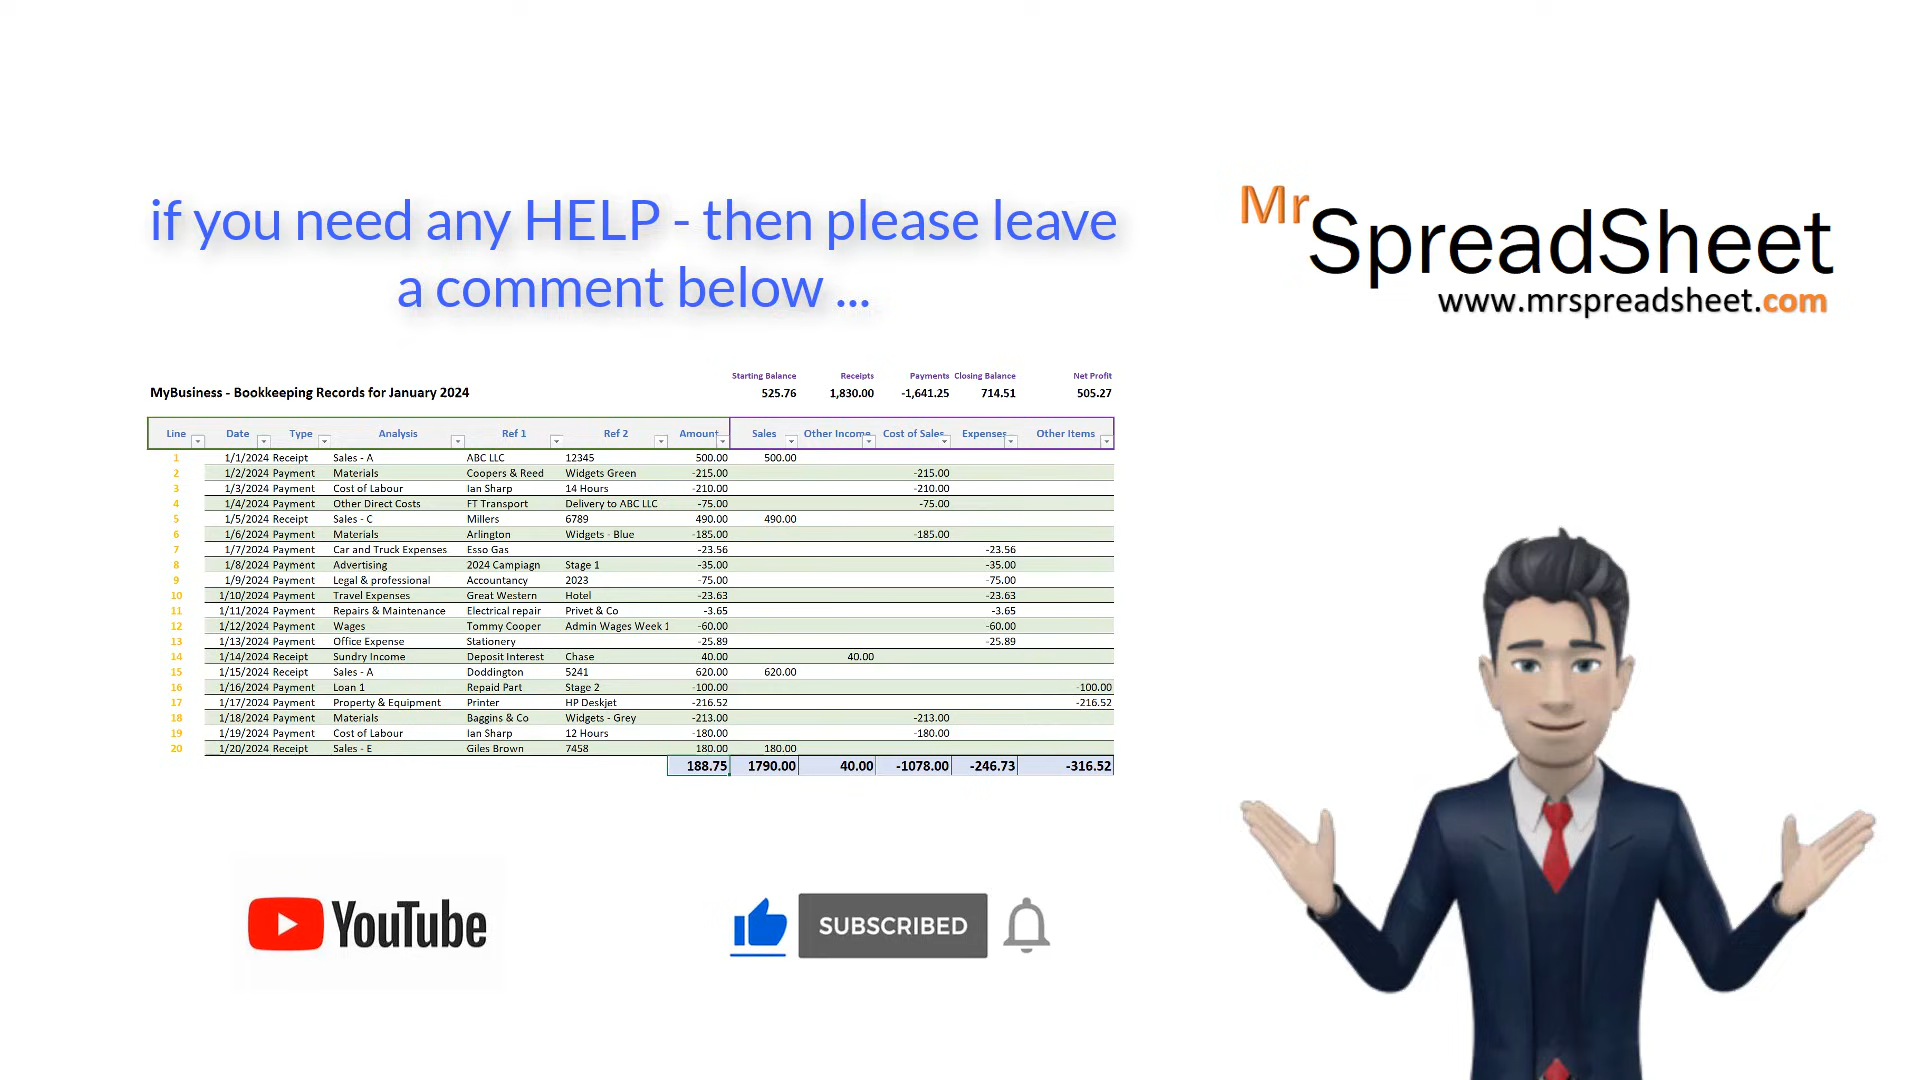 if you need any HELP - then please leave
a comment below ...
Mr
SpreadSheet
www.mrspreadsheet.com
Starting Balance Receipts Payments Closing Balance Net Profit
MyBusiness - Bookkeeping Records for January 2024 525.76 1,830.00 -1,641.25 714.51 505.27
Line Date Type Analysis Ref 1 Ref 2 Amount Sales Other Income Cost of Sales Expenses Other Items
1 1/1/2024 Receipt Sales - A ABC LLC 12345 500.00 500.00
2 1/2/2024 Payment Materials Coopers & Reed Widgets Green -215.00 -215.00
3 1/3/2024 Payment Cost of Labour Ian Sharp 14 Hours -210.00 -210.00
4 1/4/2024 Payment Other Direct Costs FT Transport Delivery to ABC LLC -75.00 -75.00
5 1/5/2024 Receipt Sales - C Millers 6789 490.00 490.00
6 1/6/2024 Payment Materials Arlington Widgets - Blue -185.00 -185.00
7 1/7/2024 Payment Car and Truck Expenses Esso Gas -23.56 -23.56
8 1/8/2024 Payment Advertising 2024 Campiagn Stage 1 -35.00 -35.00
9 1/9/2024 Payment Legal & professional Accountancy 2023 -75.00 -75.00
10 1/10/2024 Payment Travel Expenses Great Western Hotel -23.63 -23.63
11 1/11/2024 Payment Repairs & Maintenance Electrical repair Privet & Co -3.65 -3.65
12 1/12/2024 Payment Wages Tommy Cooper Admin Wages Week 1 -60.00 -60.00
13 1/13/2024 Payment Office Expense Stationery -25.89 -25.89
14 1/14/2024 Receipt Sundry Income Deposit Interest Chase 40.00 40.00
15 1/15/2024 Receipt Sales - A Doddington 5241 620.00 620.00
16 1/16/2024 Payment Loan 1 Repaid Part Stage 2 -100.00 -100.00
17 1/17/2024 Payment Property & Equipment Printer HP Deskjet -216.52 -216.52
18 1/18/2024 Payment Materials Baggins & Co Widgets - Grey -213.00 -213.00
19 1/19/2024 Payment Cost of Labour Ian Sharp 12 Hours -180.00 -180.00
20 1/20/2024 Receipt Sales - E Giles Brown 7458 180.00 180.00
188.75 1790.00 40.00 -1078.00 -246.73 -316.52
YouTube
SUBSCRIBED